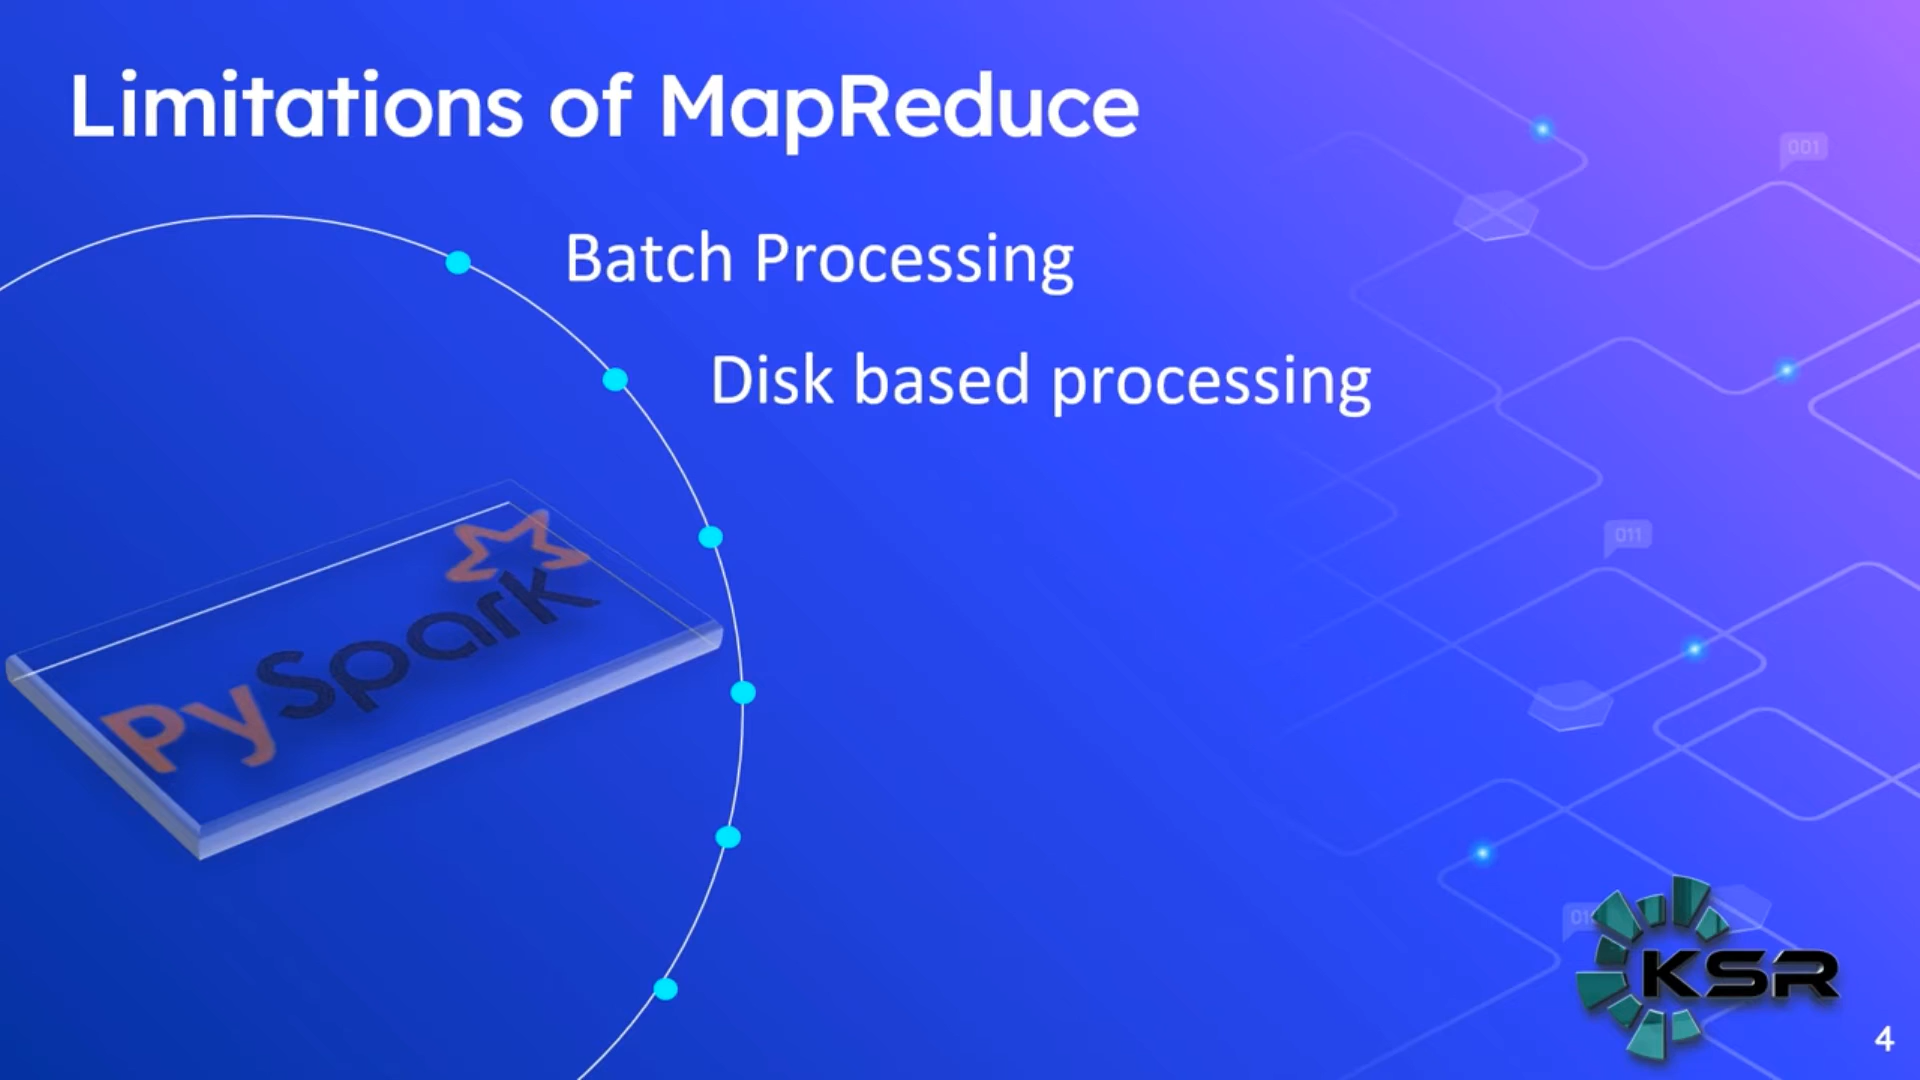 Limitations of MapReduce
001
Batch Processing
Disk based processing
011
PySpark
KSR
4